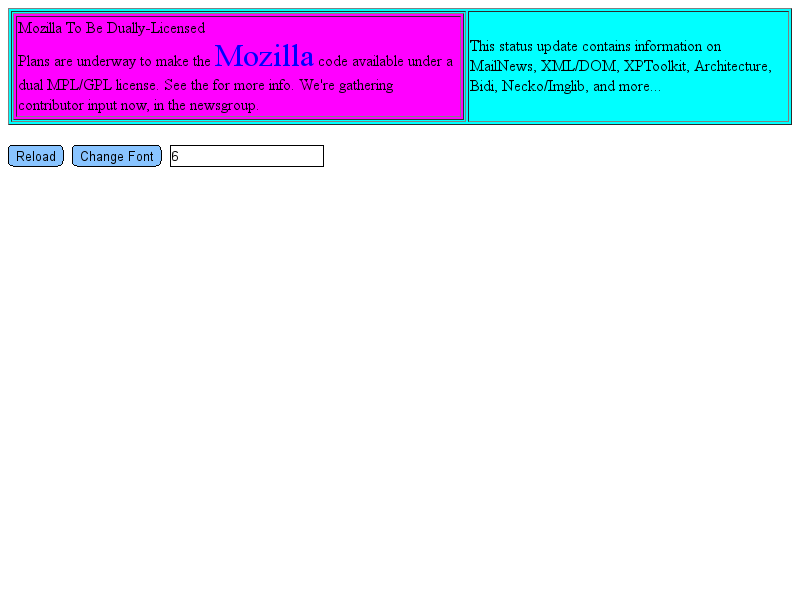 Mozilla To Be Dually-Licensed
Plans are underway to make the Mozilla code available under a
dual MPL/GPL license. See the for more info. We're gathering
contributor input now, in the newsgroup.
This status update contains information on
MailNews, XML/DOM, XPToolkit, Architecture,
Bidi, Necko/Imglib, and more...
Reload Change Font 6